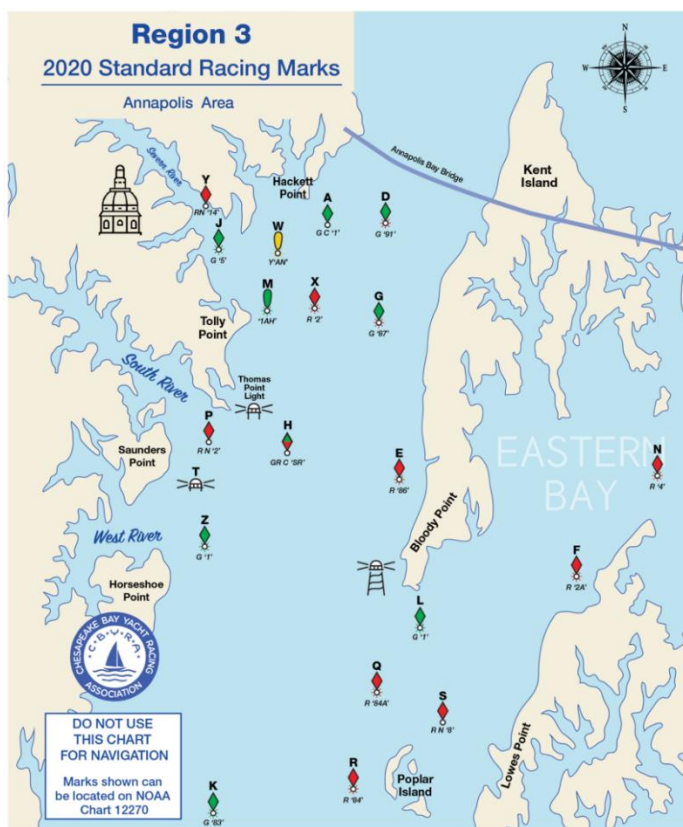 Region 3
2020 Standard Racing Marks
Annapolis Area
N
W E
S
Annapolis Bay Bridge
Kent
Island
Severn River
Hackett
Point
Y
RN '14'
J
G '5'
W
Y'AN'
A
G C '1'
D
G '91'
M
'1AH'
X
R '2'
G
G '87'
Tolly
Point
South River
Thomas
Point
Light
P
R N '2'
H
GR C 'SR'
Saunders
Point
T
E
R '86'
EASTERN
BAY
N
R '4'
Bloody Point
West River
Z
G '1'
Horseshoe
Point
F
R '2A'
L
G '1'
CHESAPEAKE BAY YACHT RACING
C·B·Y·R·A
ASSOCIATION
Q
R '84A'
S
R N '8'
DO NOT USE
THIS CHART
FOR NAVIGATION
Marks shown can
be located on NOAA
Chart 12270
Lowes Point
R
Poplar
Island
K
G '83'